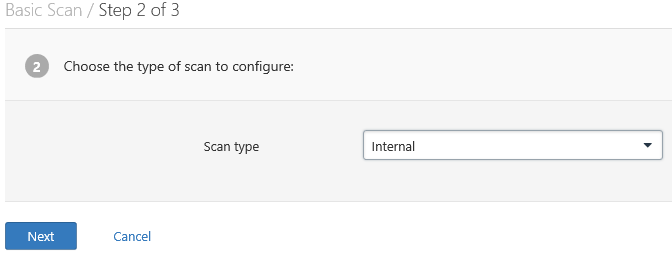 Basic Scan / Step 2 of 3
2 Choose the type of scan to configure:
Scan type Internal
Next Cancel